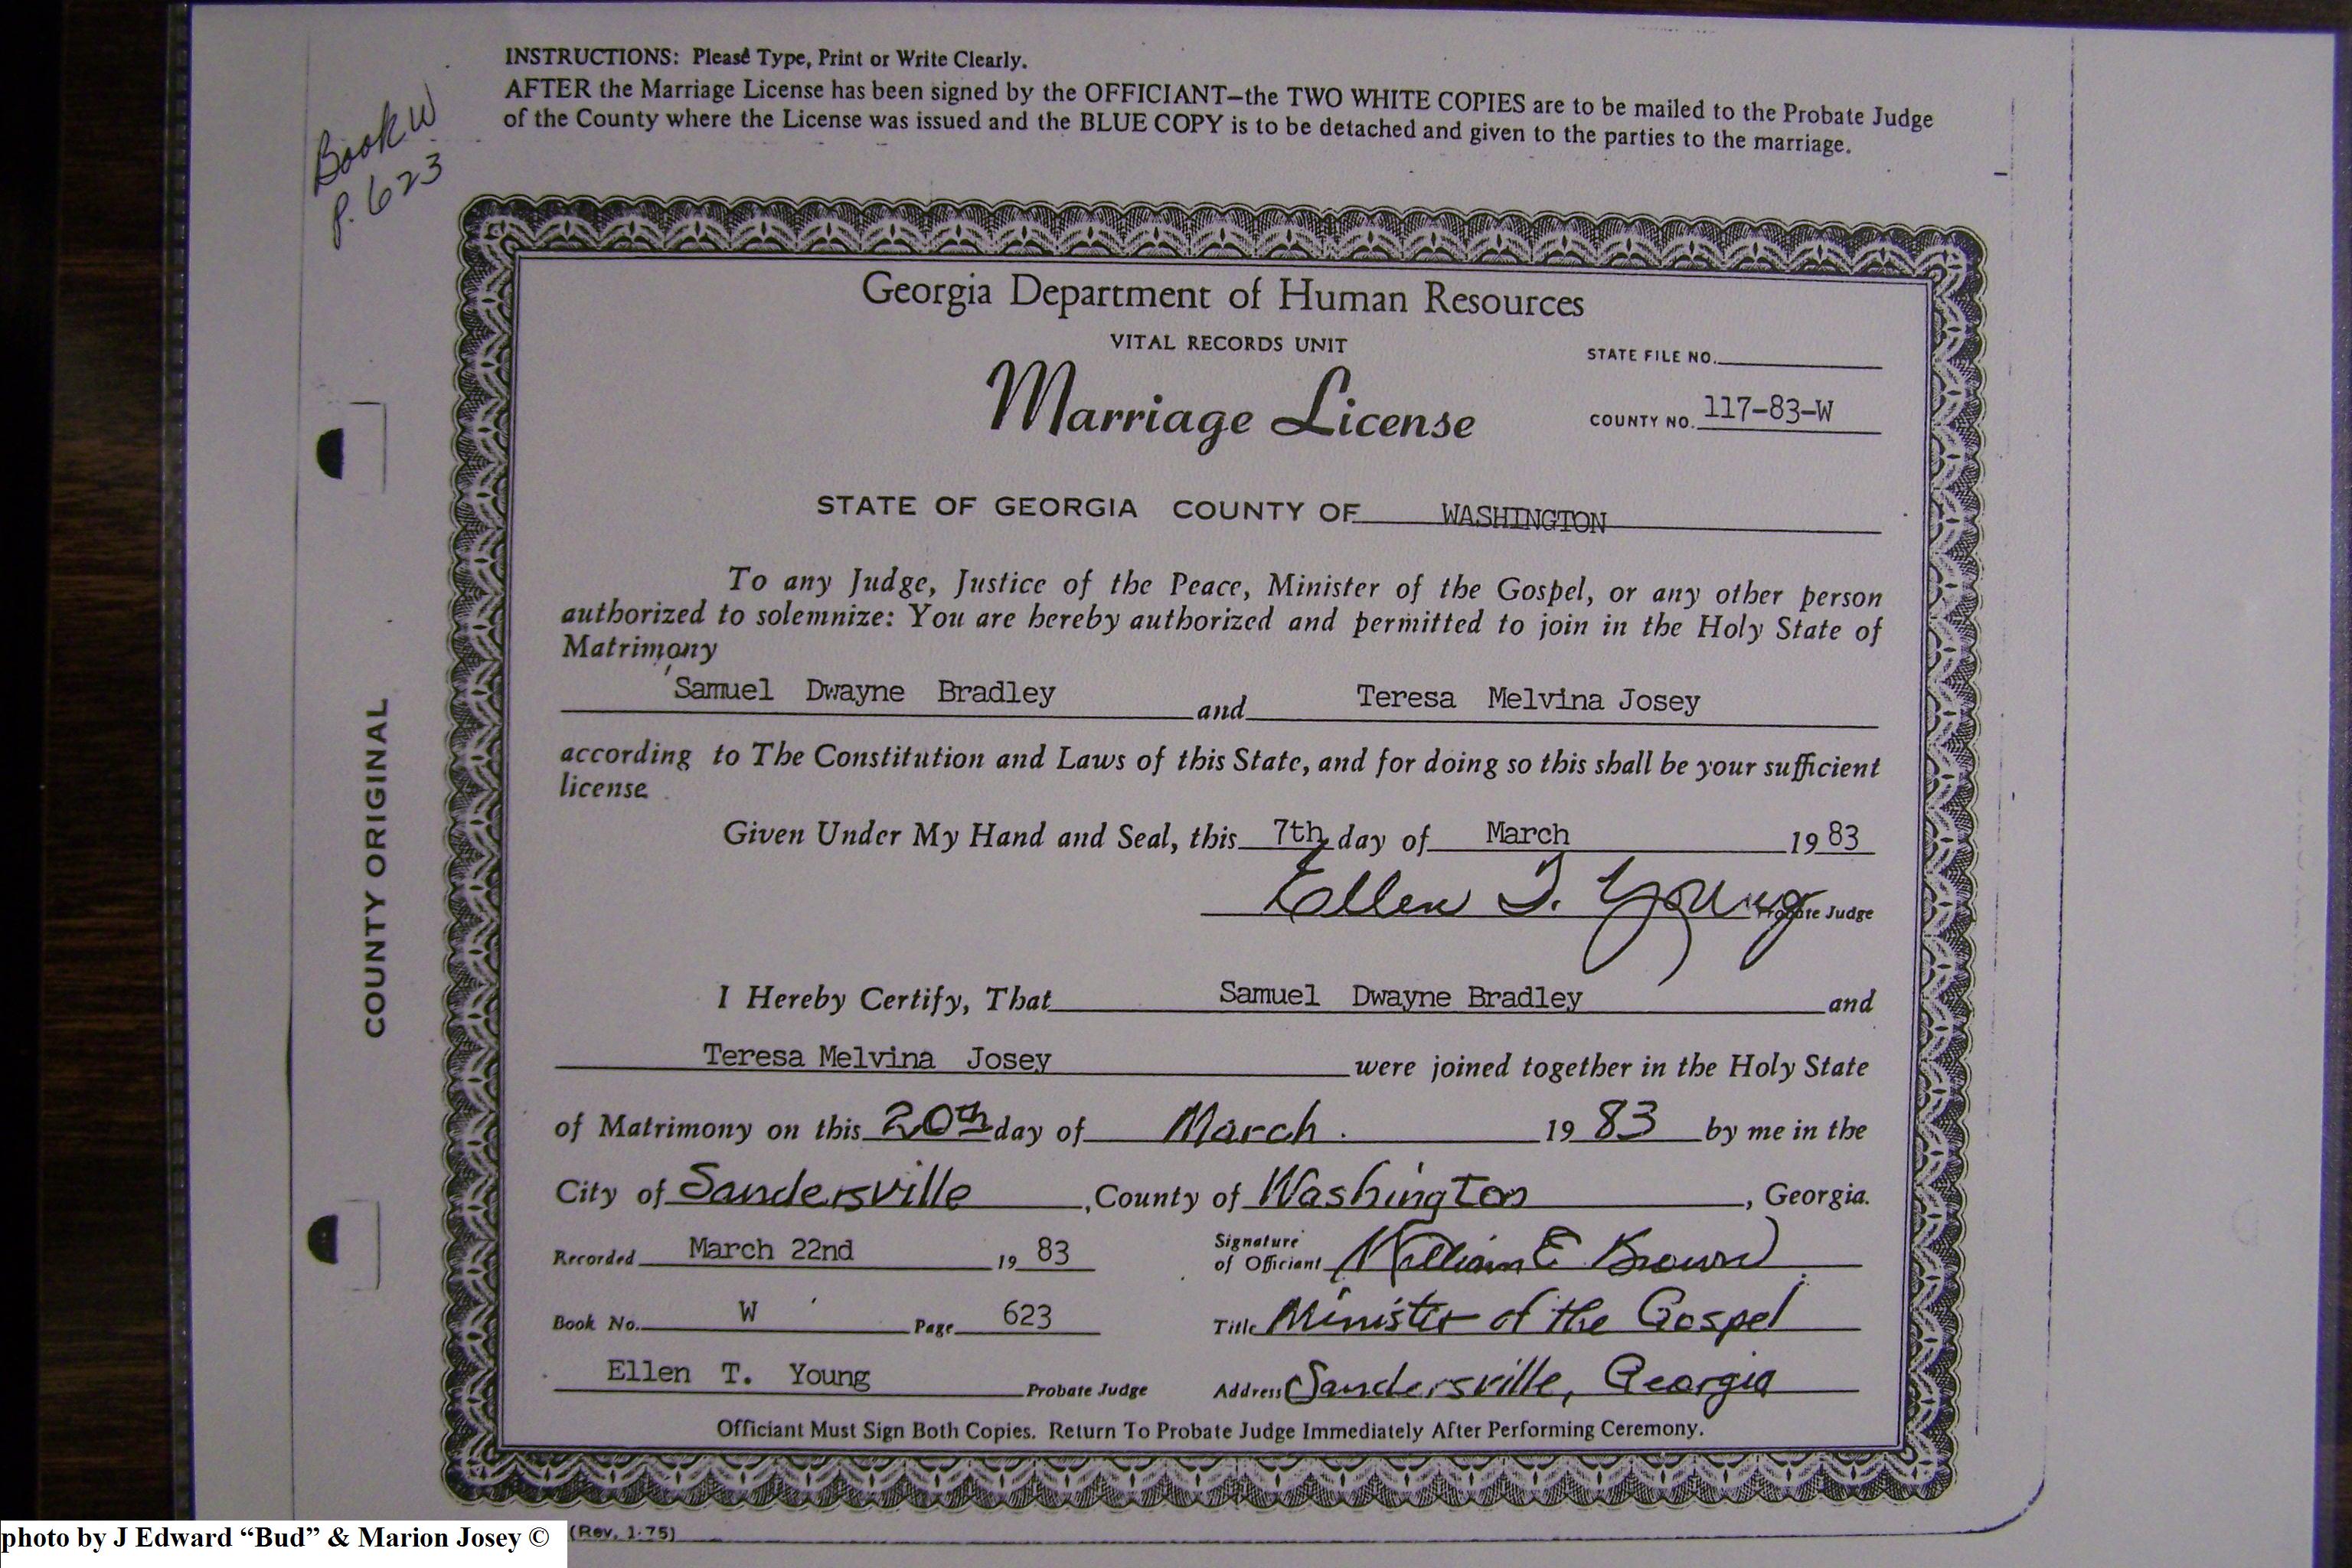 INSTRUCTIONS: Please Type, Print or Write Clearly.
AFTER the Marriage License has been signed by the OFFICIANT—the TWO WHITE COPIES are to be mailed to the Probate Judge
of the County where the License was issued and the BLUE COPY is to be detached and given to the parties to the marriage.
Book W
P. 623
COUNTY ORIGINAL
Georgia Department of Human Resources
VITAL RECORDS UNIT
STATE FILE NO.
Marriage License
COUNTY NO. 117-83-W
STATE OF GEORGIA COUNTY OF WASHINGTON
To any Judge, Justice of the Peace, Minister of the Gospel, or any other person
authorized to solemnize: You are hereby authorized and permitted to join in the Holy State of
Matrimony
Samuel Dwayne Bradley and Teresa Melvina Josey
according to The Constitution and Laws of this State, and for doing so this shall be your sufficient
license
Given Under My Hand and Seal, this 7th day of March 19 83
Ellen T. Young Probate Judge
I Hereby Certify, That Samuel Dwayne Bradley and
Teresa Melvina Josey were joined together in the Holy State
of Matrimony on this 20th day of March 19 83 by me in the
City of Sandersville, County of Washington, Georgia.
Recorded March 22nd 19 83 Signature of Officiant William E Brown
Book No. W Page 623 Title Minister of the Gospel
Ellen T. Young Probate Judge Address Sandersville, Georgia
Officiant Must Sign Both Copies. Return To Probate Judge Immediately After Performing Ceremony.
(Rev. 1-75)
photo by J Edward “Bud” & Marion Josey ©